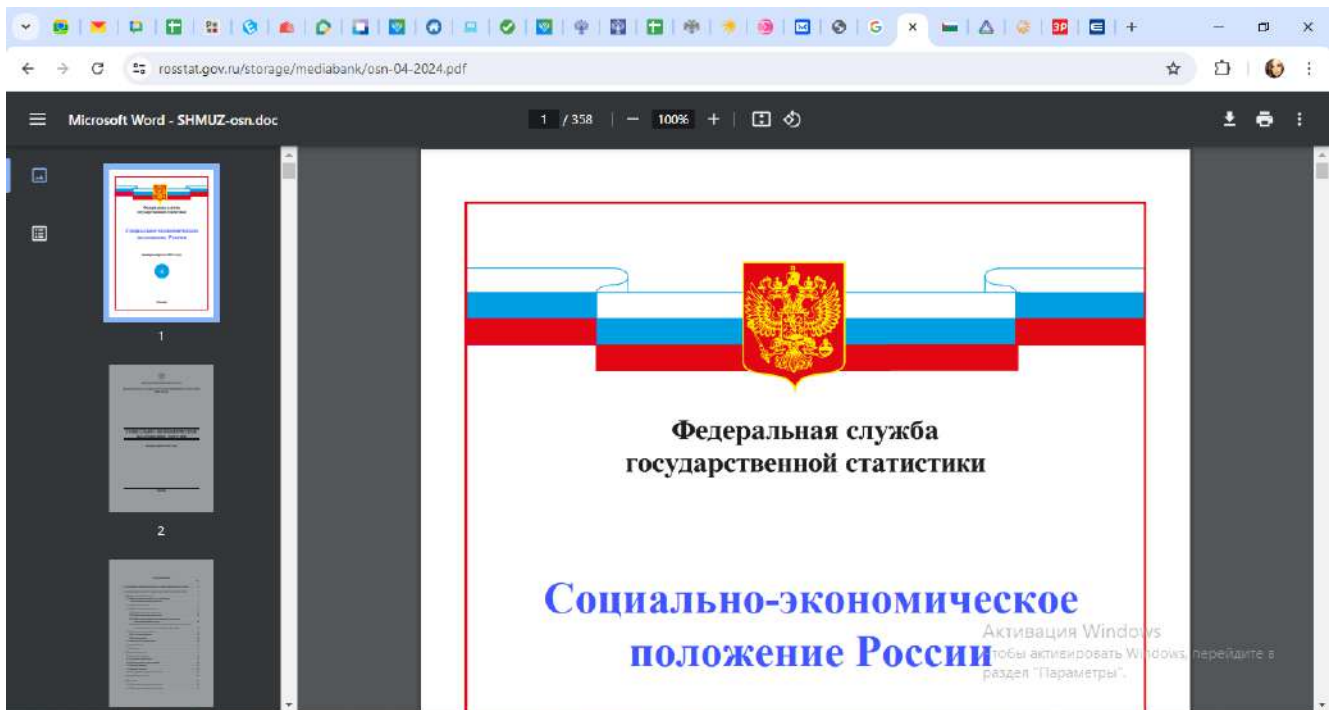 rosstat.gov.ru/storage/mediabank/osn-04-2024.pdf
Microsoft Word - SHMUZ-osn.doc
1 / 358
100%
1
2
Федеральная служба
государственной статистики
Социально-экономическое
положение России
Активация Windows
Чтобы активировать Windows, перейдите в
раздел "Параметры".